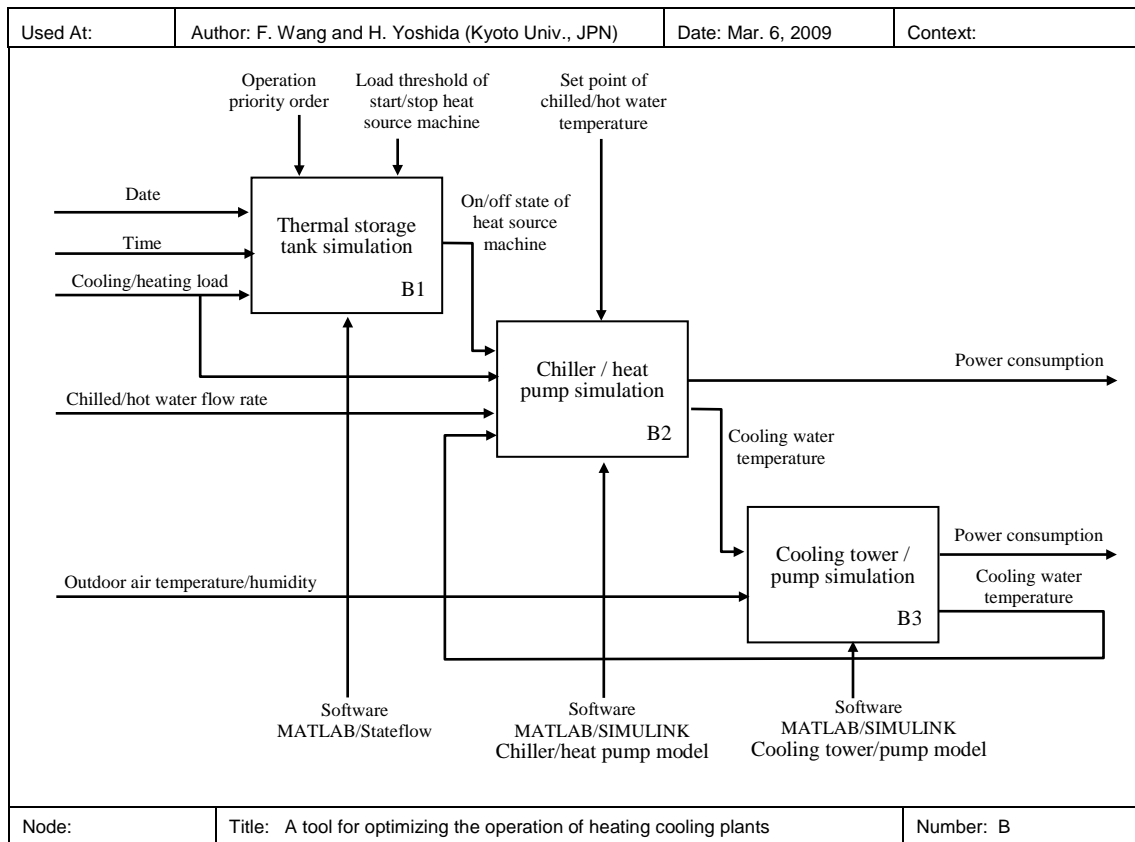 Used At:
Author: F. Wang and H. Yoshida (Kyoto Univ., JPN)
Date: Mar. 6, 2009
Context:
Operation
priority order
Load threshold of
start/stop heat
source machine
Set point of
chilled/hot water
temperature
Date
Time
Cooling/heating load
Thermal storage
tank simulation
B1
On/off state of
heat source
machine
Chilled/hot water flow rate
Chiller / heat
pump simulation
B2
Power consumption
Cooling water
temperature
Outdoor air temperature/humidity
Cooling tower /
pump simulation
B3
Power consumption
Cooling water
temperature
Software
MATLAB/Stateflow
Software
MATLAB/SIMULINK
Chiller/heat pump model
Software
MATLAB/SIMULINK
Cooling tower/pump model
Node:
Title: A tool for optimizing the operation of heating cooling plants
Number: B